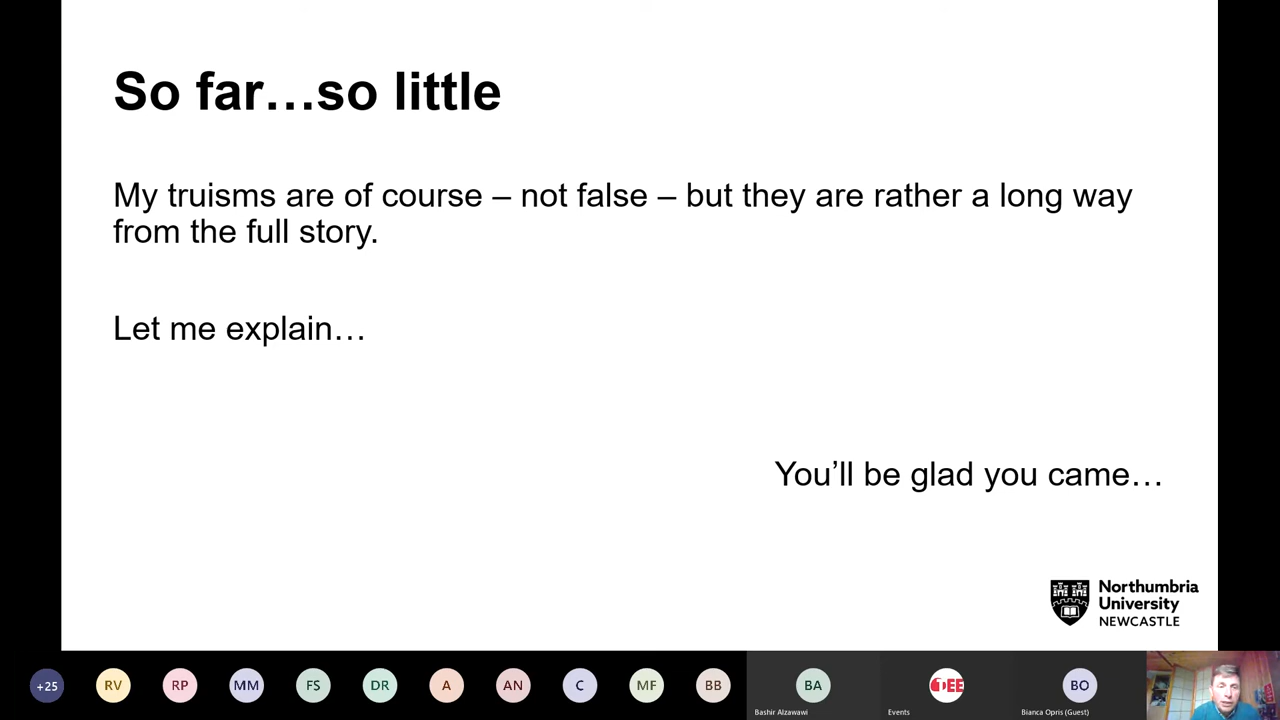 So far…so little
My truisms are of course – not false – but they are rather a long way
from the full story.
Let me explain…
You’ll be glad you came…
Northumbria
University
NEWCASTLE
+25
RV
RP
MM
FS
DR
A
AN
C
MF
BB
BA
EE
BO
Bashir Alzawawi
Events
Bianca Opris (Guest)